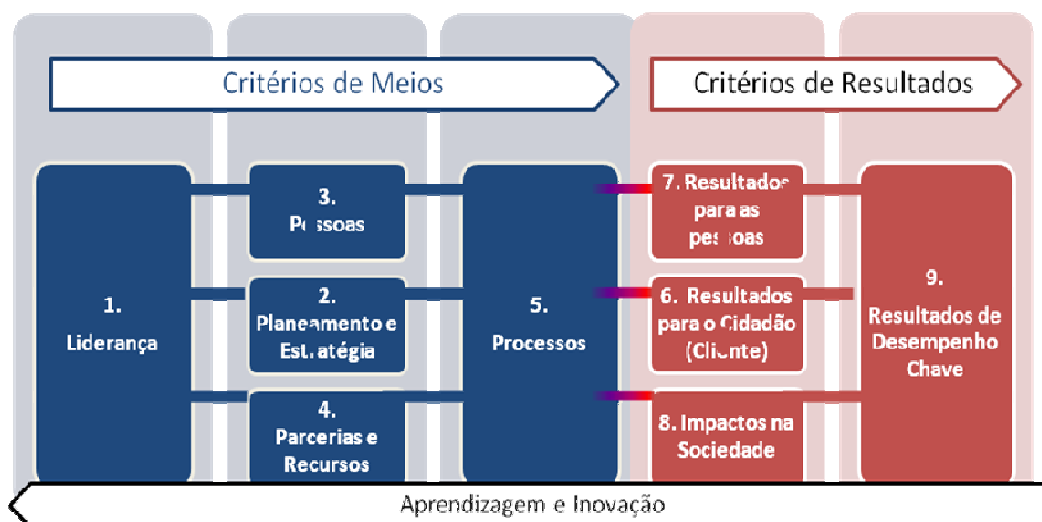 Critérios de Meios
Critérios de Resultados
1.
Liderança
3.
Pessoas
2.
Planeamento e
Estratégia
4.
Parcerias e
Recursos
5.
Processos
7. Resultados
para as
pessoas
6. Resultados
para o Cidadão
(Cliente)
8. Impactos na
Sociedade
9.
Resultados de
Desempenho
Chave
Aprendizagem e Inovação